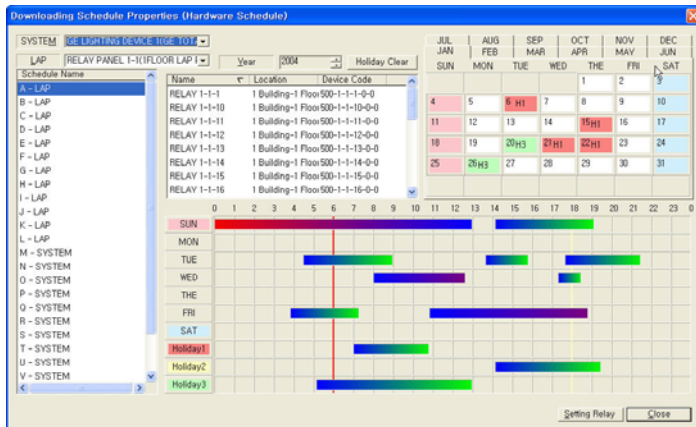 Downloading Schedule Properties (Hardware Schedule)
SYSTEM GE LIGHTING DEVICE 1(GE TOT
LAP RELAY PANEL 1-1(1FLOOR LAP Year 2004 Holiday Clear
JUL AUG SEP OCT NOV DEC
JAN FEB MAR APR MAY JUN
SUN MON TUE WED THE FRI SAT
1 2 3
4 5 6 H1 7 8 9 10
11 12 13 14 15 H1 16 17
18 19 20 H3 21 H1 22 H1 23 24
25 26 H3 27 28 29 30 31
Schedule Name
A - LAP
B - LAP
C - LAP
D - LAP
E - LAP
F - LAP
G - LAP
H - LAP
I - LAP
J - LAP
K - LAP
L - LAP
M - SYSTEM
N - SYSTEM
O - SYSTEM
P - SYSTEM
Q - SYSTEM
R - SYSTEM
S - SYSTEM
T - SYSTEM
U - SYSTEM
V - SYSTEM
Name Location Device Code
RELAY 1-1-1 1 Building-1 Floor 500-1-1-1-0-0
RELAY 1-1-10 1 Building-1 Floor 500-1-1-10-0-0
RELAY 1-1-11 1 Building-1 Floor 500-1-1-11-0-0
RELAY 1-1-12 1 Building-1 Floor 500-1-1-12-0-0
RELAY 1-1-13 1 Building-1 Floor 500-1-1-13-0-0
RELAY 1-1-14 1 Building-1 Floor 500-1-1-14-0-0
RELAY 1-1-15 1 Building-1 Floor 500-1-1-15-0-0
RELAY 1-1-16 1 Building-1 Floor 500-1-1-16-0-0
0 1 2 3 4 5 6 7 8 9 10 11 12 13 14 15 16 17 18 19 20 21 22 23 0
SUN
MON
TUE
WED
THE
FRI
SAT
Holiday1
Holiday2
Holiday3
Setting Relay Close